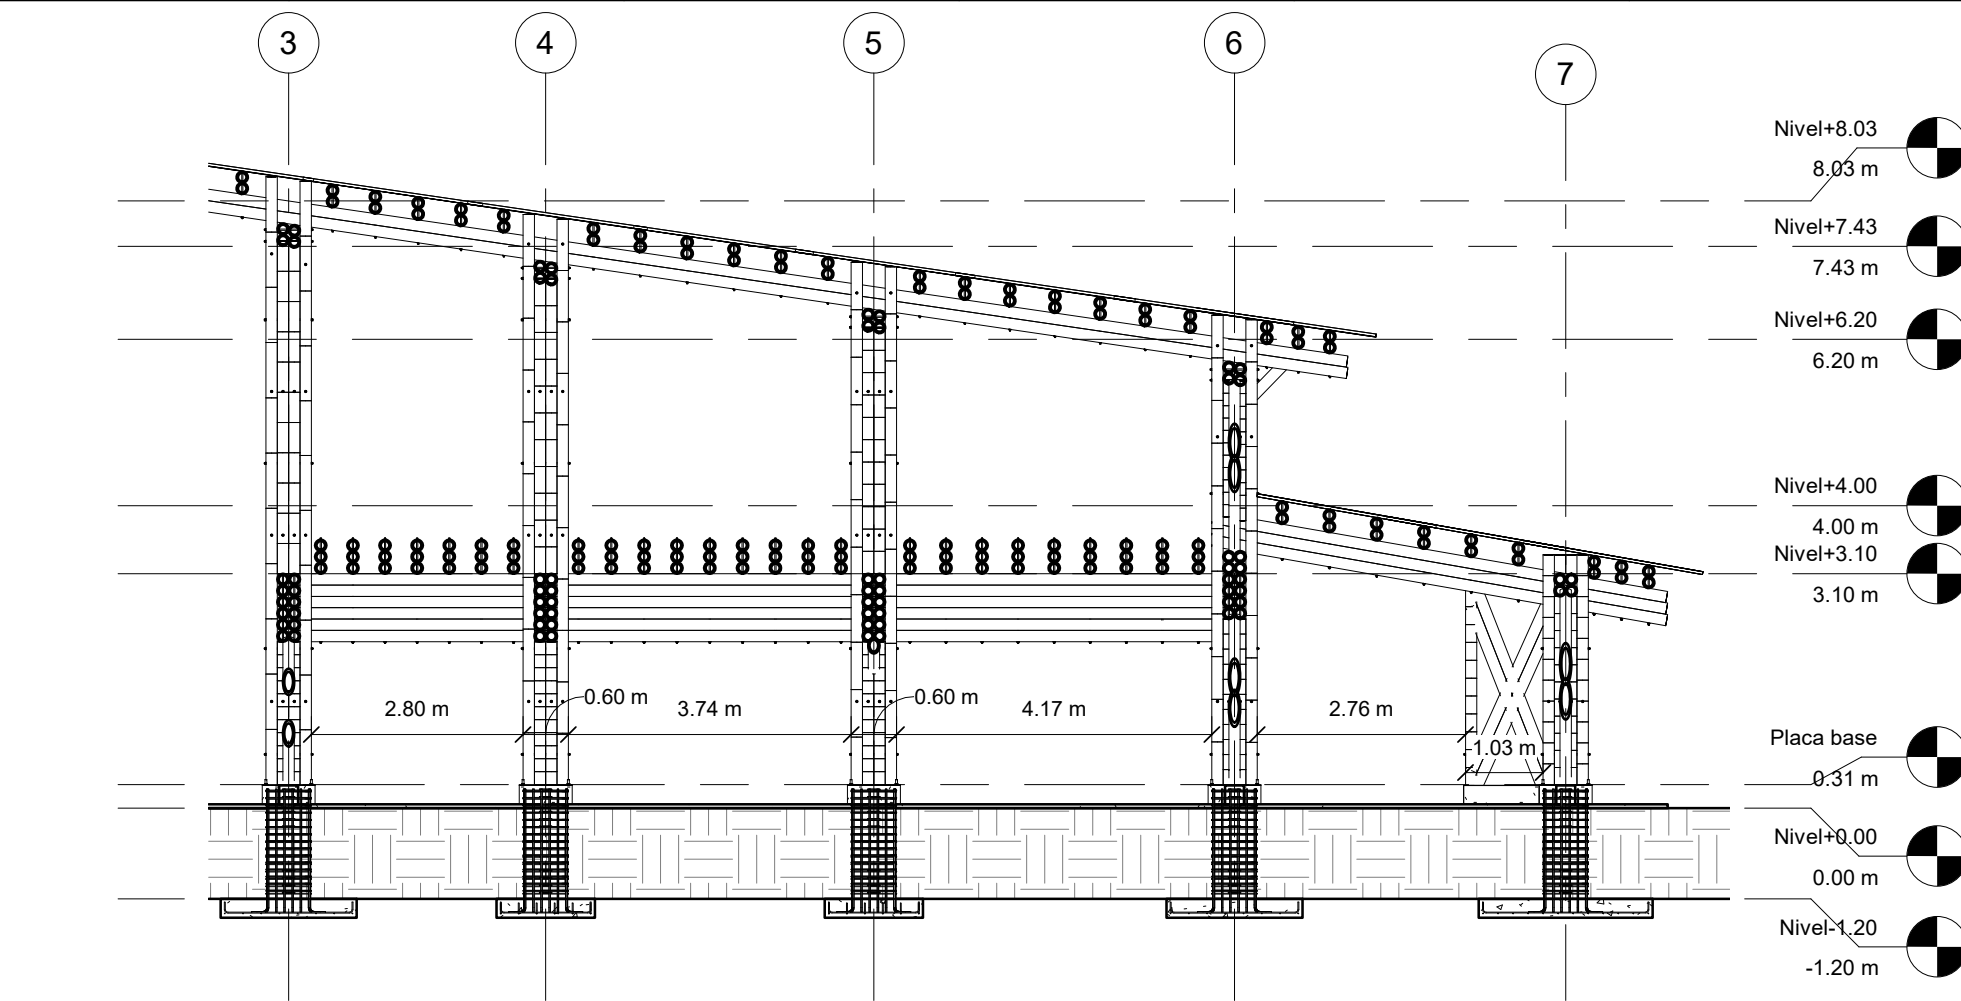 3
4
5
6
7
Nivel+8.03
8.03 m
Nivel+7.43
7.43 m
Nivel+6.20
6.20 m
Nivel+4.00
4.00 m
Nivel+3.10
3.10 m
2.80 m
0.60 m
3.74 m
0.60 m
4.17 m
2.76 m
1.03 m
Placa base
0.31 m
Nivel+0.00
0.00 m
Nivel-1.20
-1.20 m